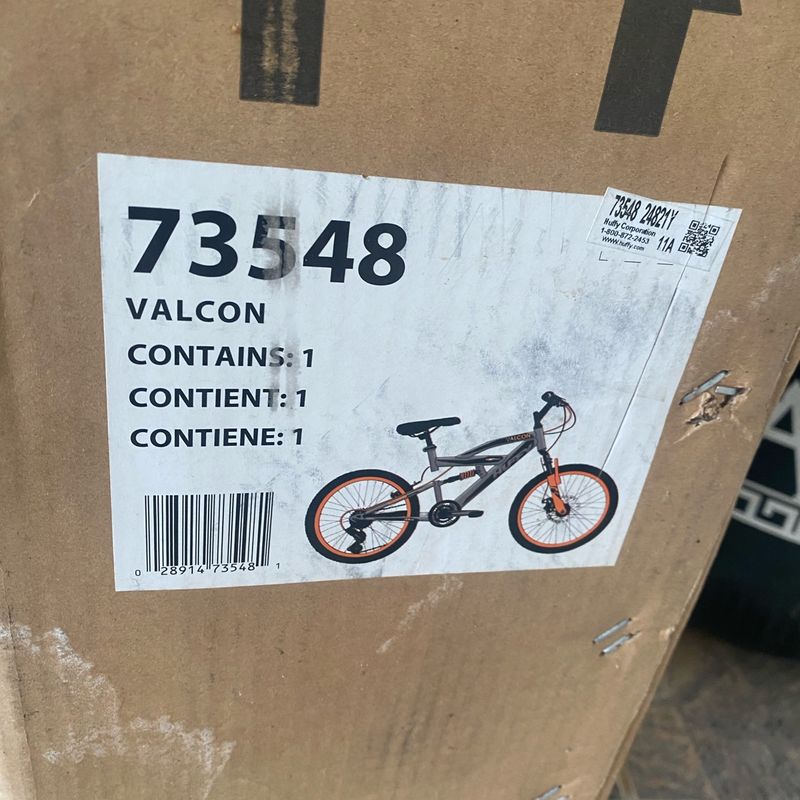 73548 24821Y
Huffy Corporation
1-800-872-2453
www.huffy.com
11A
73548
VALCON
CONTAINS: 1
CONTIENT: 1
CONTIENE: 1
VALCON
0 28914 73548 1